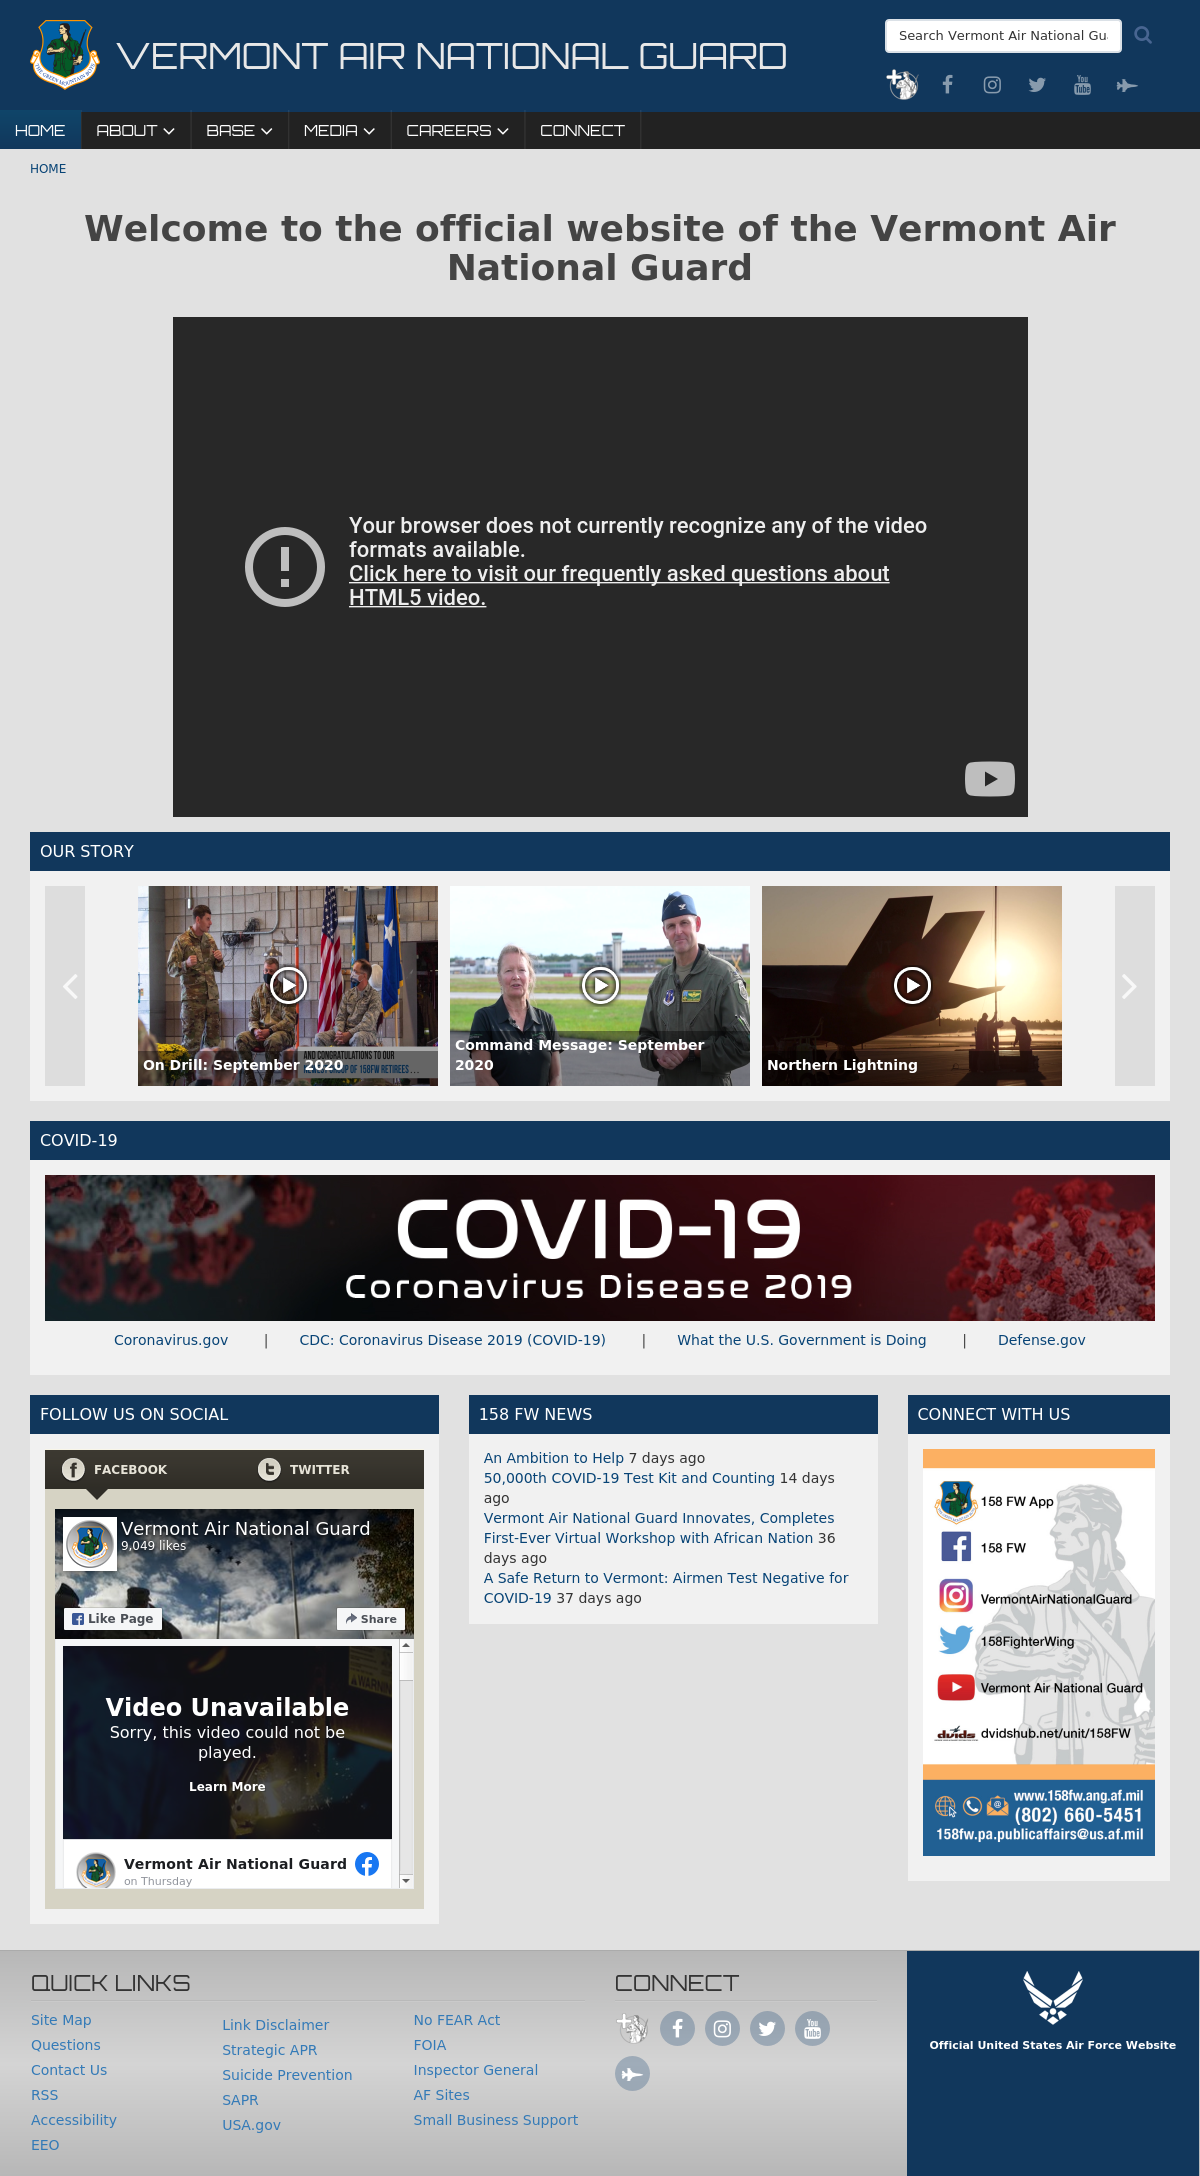 VERMONT AIR NATIONAL GUARD
Search Vermont Air National Gu
HOME
ABOUT
BASE
MEDIA
CAREERS
CONNECT
HOME
Welcome to the official website of the Vermont Air
National Guard
Your browser does not currently recognize any of the video
formats available.
Click here to visit our frequently asked questions about
HTML5 video.
OUR STORY
AND CONGRATULATIONS TO OUR
On Drill: September 2020
Command Message: September
2020
Northern Lightning
COVID-19
COVID-19
Coronavirus Disease 2019
Coronavirus.gov | CDC: Coronavirus Disease 2019 (COVID-19) | What the U.S. Government is Doing | Defense.gov
FOLLOW US ON SOCIAL
FACEBOOK
TWITTER
Vermont Air National Guard
9,049 likes
Like Page
Share
Video Unavailable
Sorry, this video could not be
played.
Learn More
Vermont Air National Guard
on Thursday
158 FW NEWS
An Ambition to Help 7 days ago
50,000th COVID-19 Test Kit and Counting 14 days
ago
Vermont Air National Guard Innovates, Completes
First-Ever Virtual Workshop with African Nation 36
days ago
A Safe Return to Vermont: Airmen Test Negative for
COVID-19 37 days ago
CONNECT WITH US
158 FW App
158 FW
VermontAirNationalGuard
158FighterWing
Vermont Air National Guard
dvids dvidshub.net/unit/158FW
www.158fw.ang.af.mil
(802) 660-5451
158fw.pa.publicaffairs@us.af.mil
QUICK LINKS
Site Map
Questions
Contact Us
RSS
Accessibility
EEO
Link Disclaimer
Strategic APR
Suicide Prevention
SAPR
USA.gov
No FEAR Act
FOIA
Inspector General
AF Sites
Small Business Support
CONNECT
You
Tube
Official United States Air Force Website